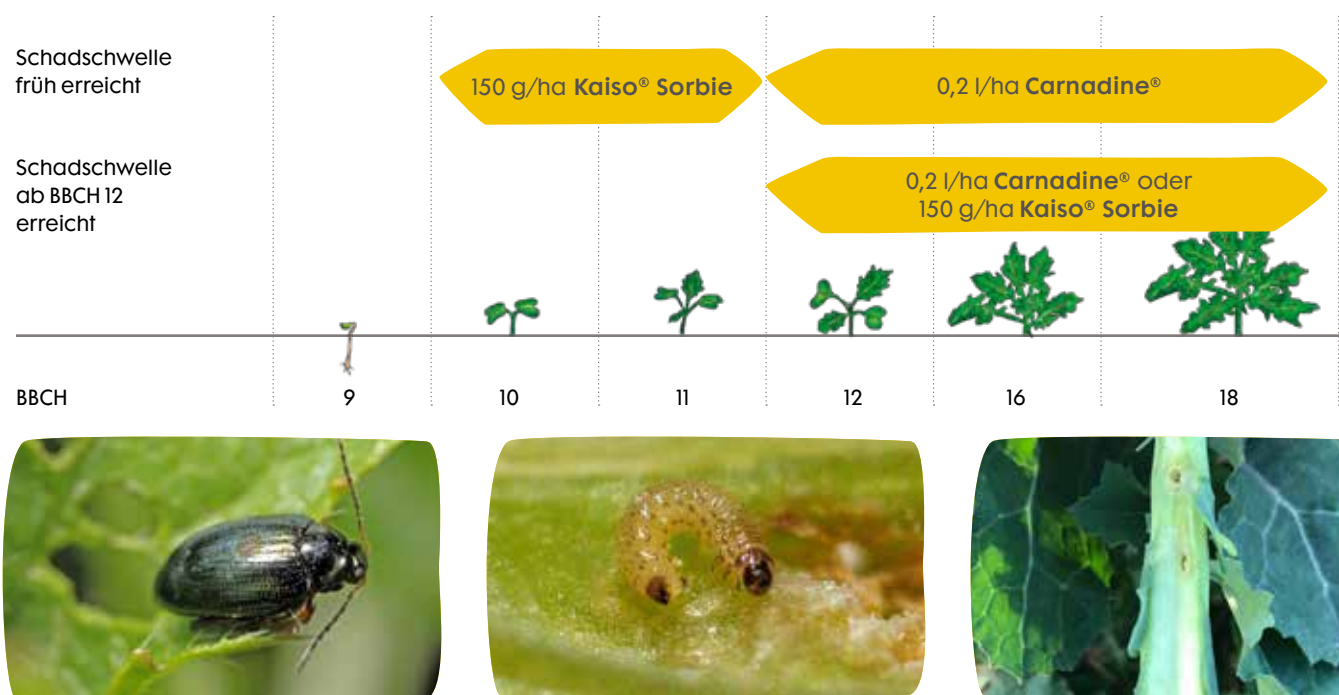 Schadschwelle
früh erreicht
150 g/ha Kaiso® Sorbie
0,2 l/ha Carnadine®
Schadschwelle
ab BBCH 12
erreicht
0,2 l/ha Carnadine® oder
150 g/ha Kaiso® Sorbie
BBCH 9 10 11 12 16 18